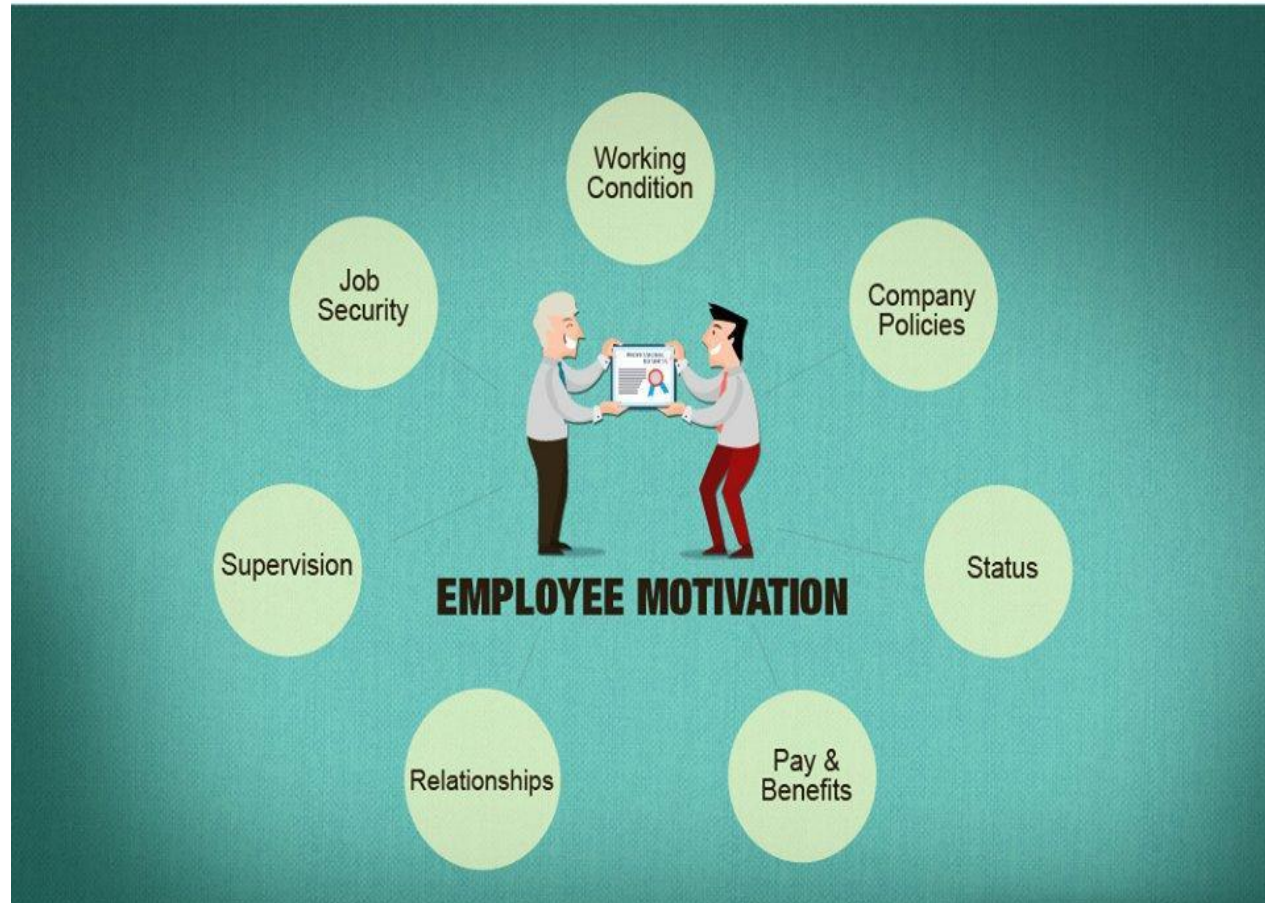 Working
Condition
Job
Security
Company
Policies
Supervision
Status
EMPLOYEE MOTIVATION
Relationships
Pay &
Benefits